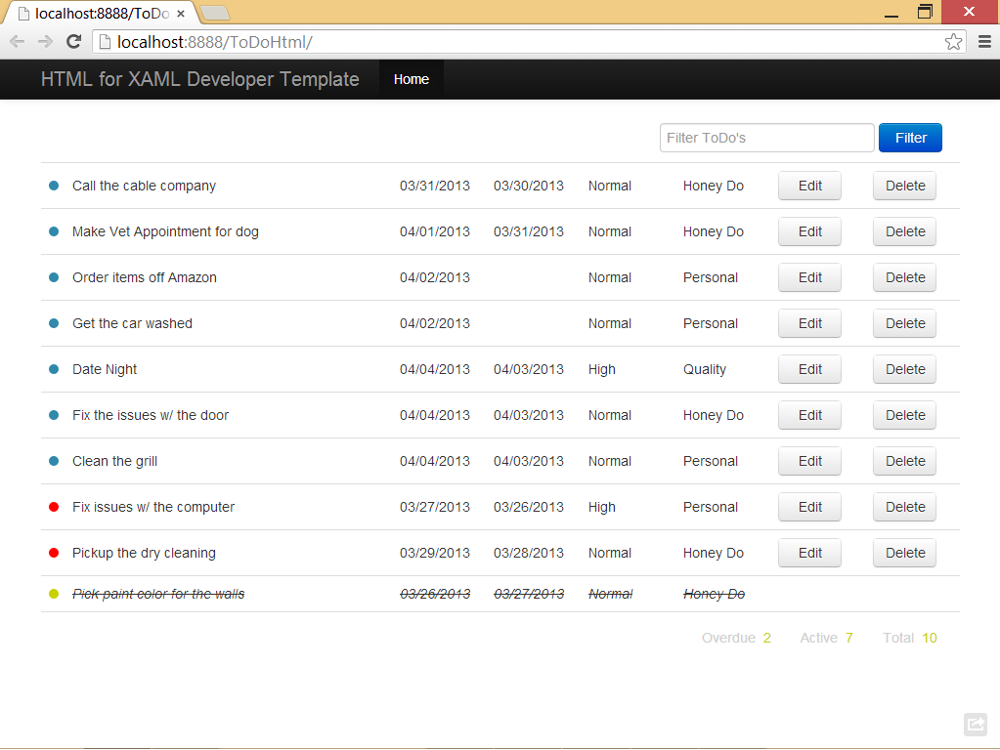 localhost:8888/ToDo
localhost:8888/ToDoHtml/
HTML for XAML Developer Template Home
Filter ToDo's Filter
Call the cable company 03/31/2013 03/30/2013 Normal Honey Do Edit Delete
Make Vet Appointment for dog 04/01/2013 03/31/2013 Normal Honey Do Edit Delete
Order items off Amazon 04/02/2013 Normal Personal Edit Delete
Get the car washed 04/02/2013 Normal Personal Edit Delete
Date Night 04/04/2013 04/03/2013 High Quality Edit Delete
Fix the issues w/ the door 04/04/2013 04/03/2013 Normal Honey Do Edit Delete
Clean the grill 04/04/2013 04/03/2013 Normal Personal Edit Delete
Fix issues w/ the computer 03/27/2013 03/26/2013 High Personal Edit Delete
Pickup the dry cleaning 03/29/2013 03/28/2013 Normal Honey Do Edit Delete
Pick paint color for the walls 03/26/2013 03/27/2013 Normal Honey Do
Overdue 2 Active 7 Total 10